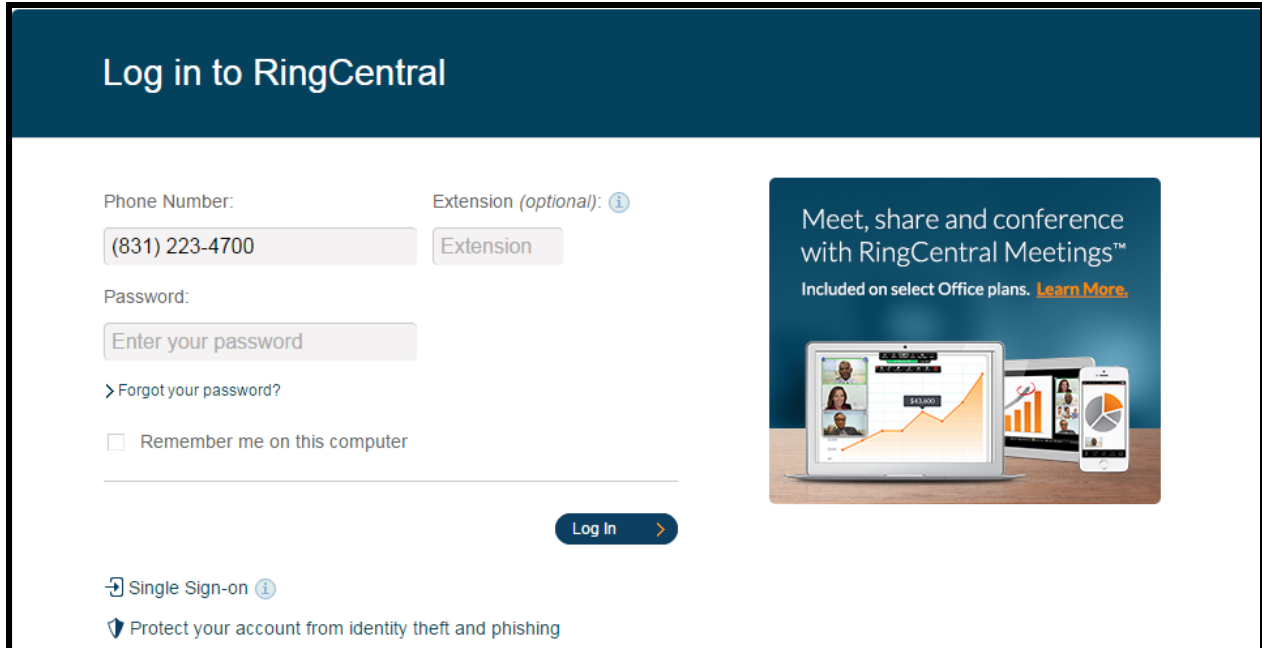 Log in to RingCentral
Phone Number:
Extension (optional):
(831) 223-4700
Extension
Password:
Enter your password
Forgot your password?
Remember me on this computer
Log In
Single Sign-on
Protect your account from identity theft and phishing
Meet, share and conference
with RingCentral Meetings™
Included on select Office plans. Learn More.
$43,600